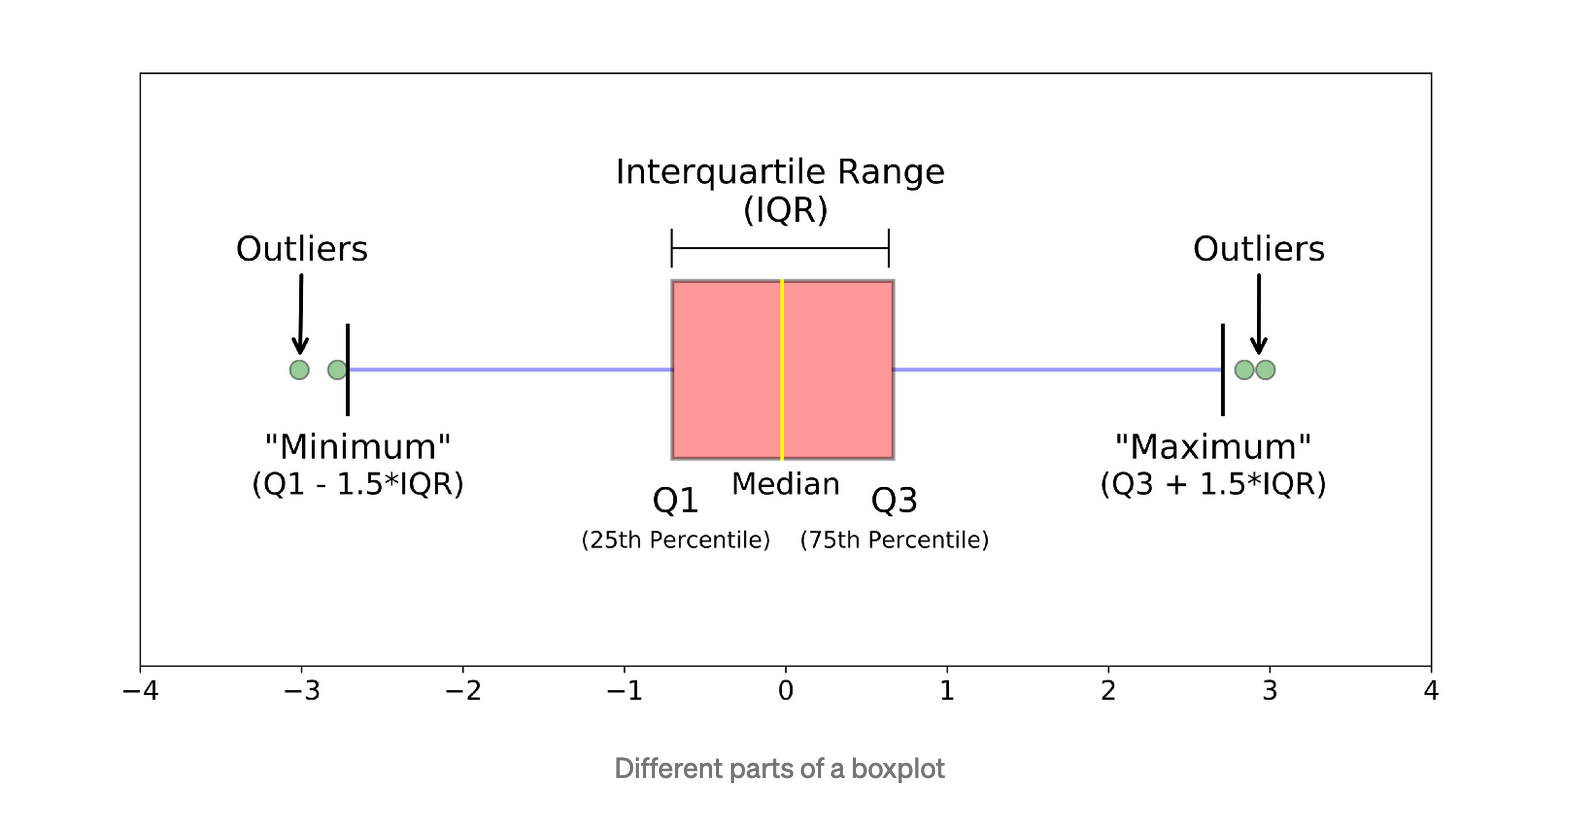 Interquartile Range
(IQR)
Outliers
Outliers
"Minimum"
(Q1 - 1.5*IQR)
"Maximum"
(Q3 + 1.5*IQR)
Median
Q1
Q3
(25th Percentile)
(75th Percentile)
−4 −3 −2 −1 0 1 2 3 4
Different parts of a boxplot